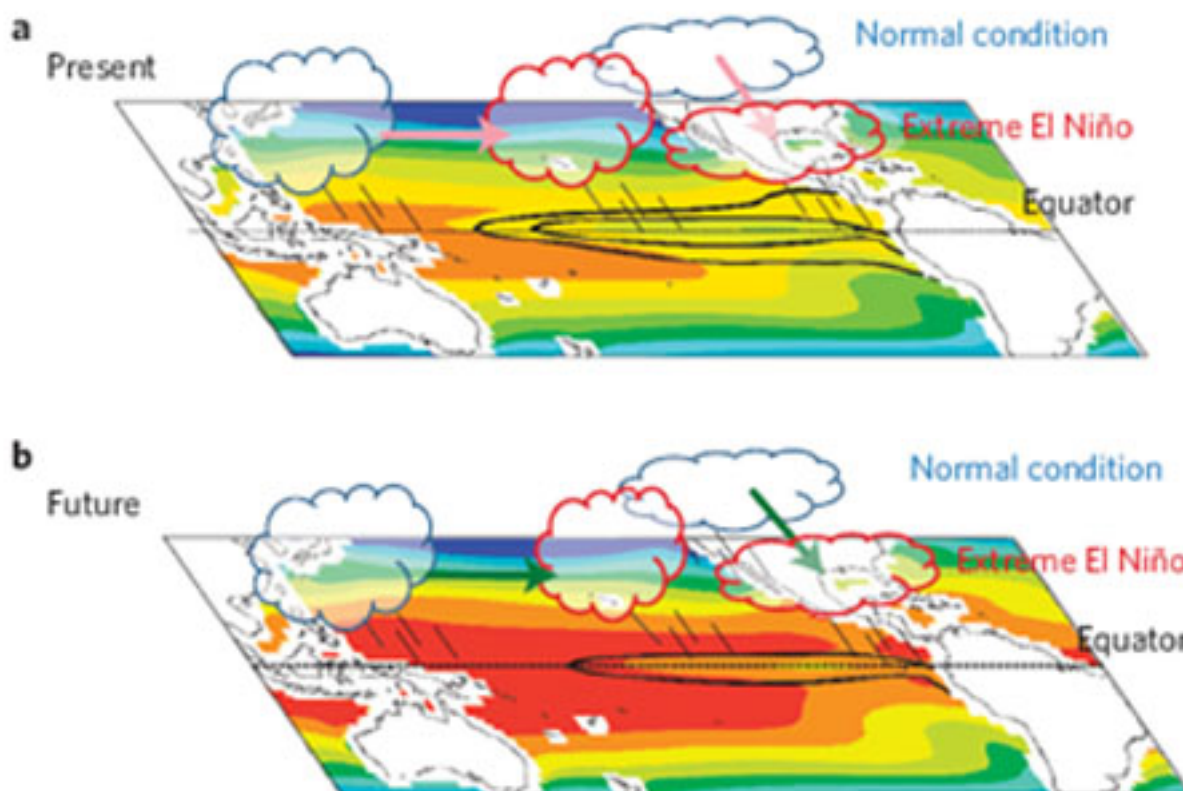 a
Normal condition
Present
Extreme El Niño
Equator
b
Normal condition
Future
Extreme El Niño
Equator